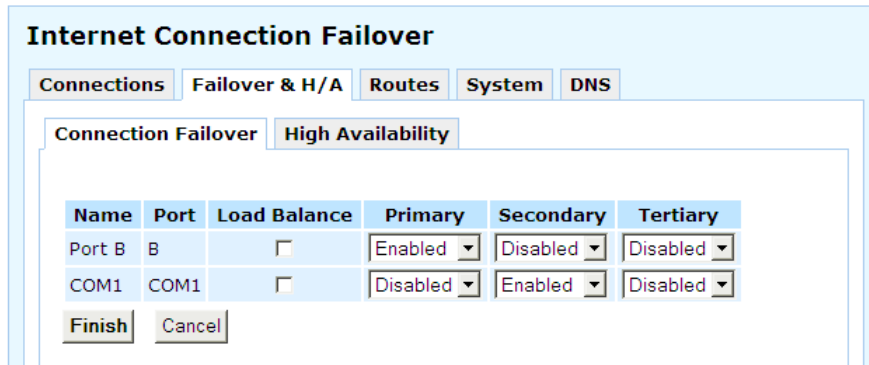 Internet Connection Failover
Connections Failover & H/A Routes System DNS
Connection Failover High Availability
Name Port Load Balance Primary Secondary Tertiary
Port B B Enabled Disabled Disabled
COM1 COM1 Disabled Enabled Disabled
Finish Cancel